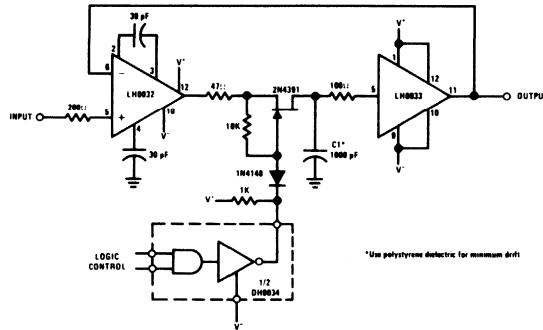 30 pF
V+
V+
2
3
1
6
−
LH0032
12
47Ω
2N4391
100Ω
LH0033
12
11
OUTPUT
5
INPUT
200Ω
5
+
10
10
4
V−
9
10K
C1*
1000 pF
30 pF
V−
1N4148
1K
V−
LOGIC
CONTROL
1/2
DH0034
*Use polystyrene dielectric for minimum drift
V−